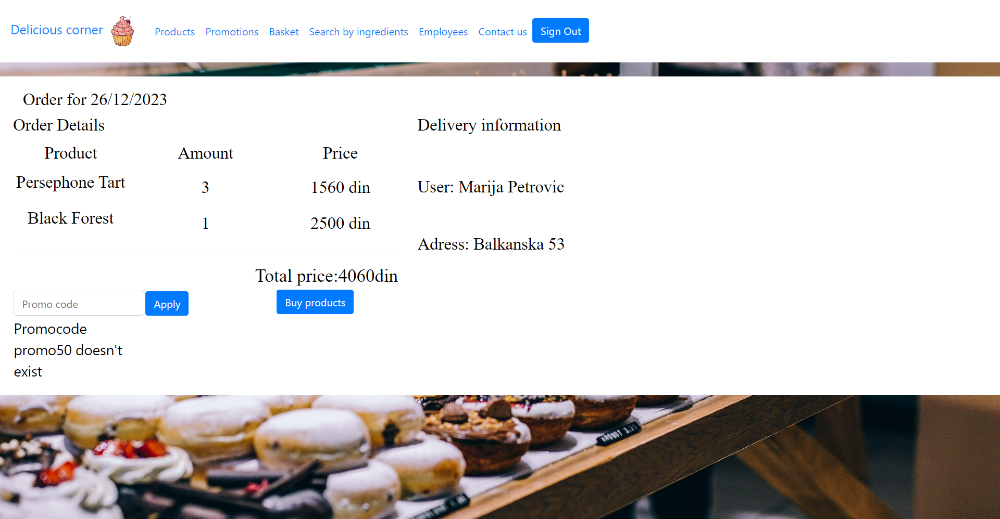 Delicious corner
Products Promotions Basket Search by ingredients Employees Contact us Sign Out
Order for 26/12/2023
Order Details
Product Amount Price
Persephone Tart 3 1560 din
Black Forest 1 2500 din
Total price:4060din
Promo code Apply Buy products
Promocode
promo50 doesn't
exist
Delivery information
User: Marija Petrovic
Adress: Balkanska 53